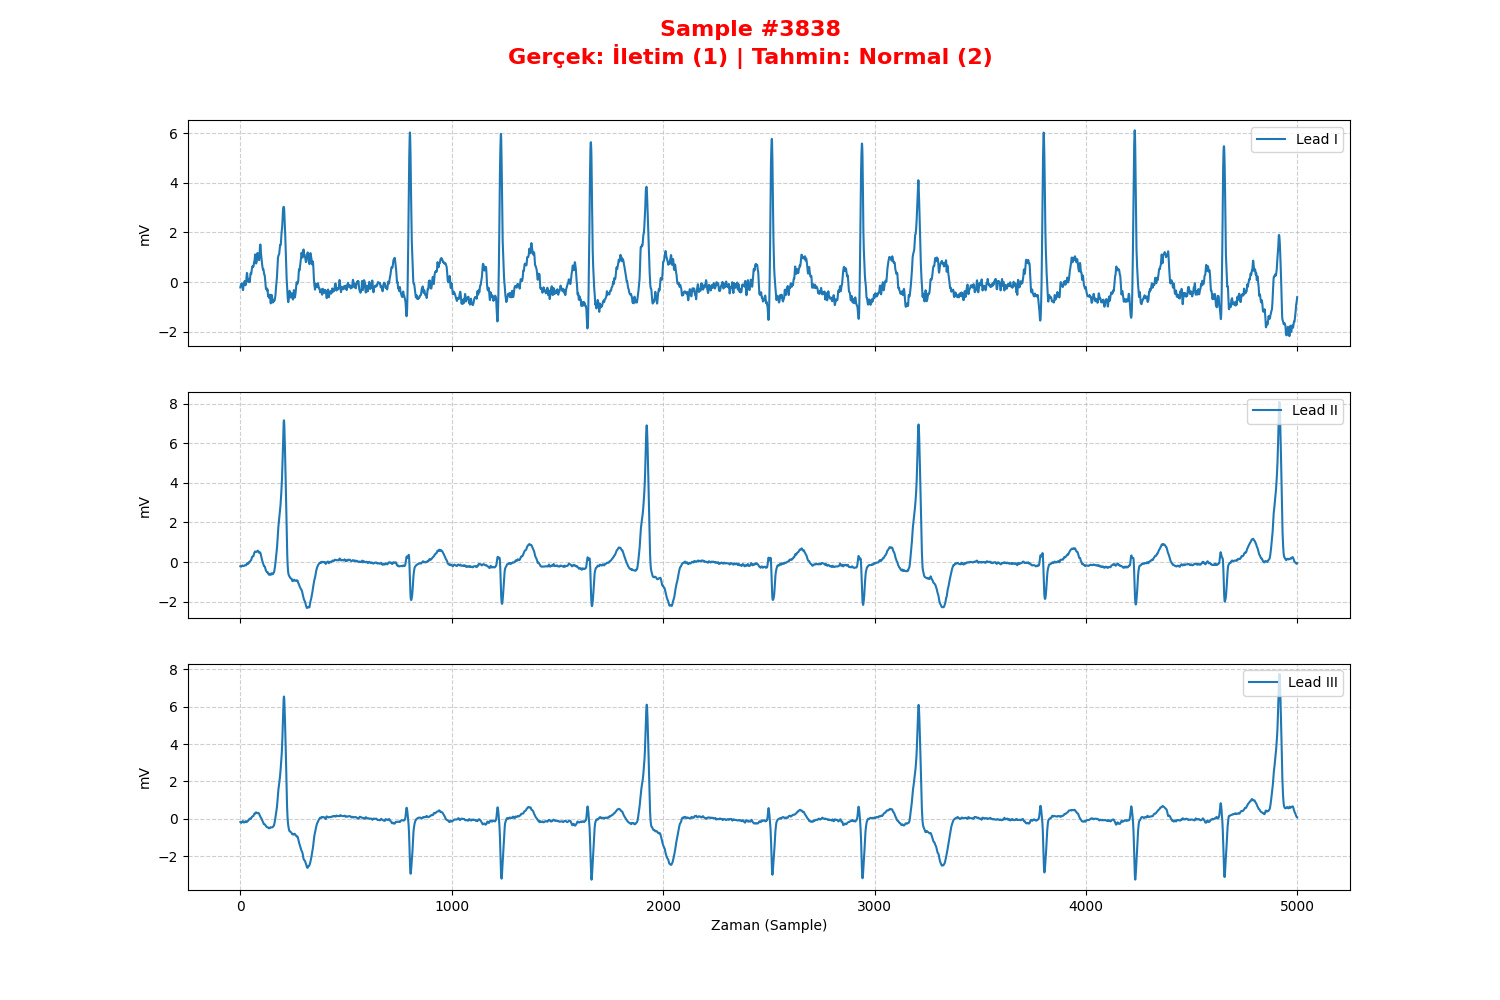 Sample #3838
Gerçek: İletim (1) | Tahmin: Normal (2)
Lead I
6
4
2
0
−2
mV
Lead II
8
6
4
2
0
−2
mV
Lead III
8
6
4
2
0
−2
mV
0 1000 2000 3000 4000 5000
Zaman (Sample)